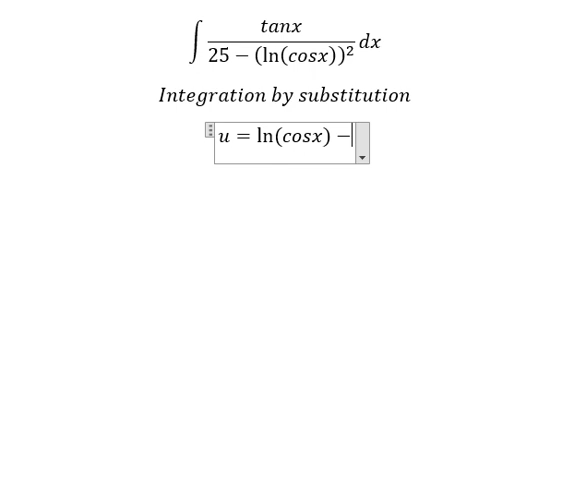 ∫ tanx / (25 − (ln(cosx))²) dx
Integration by substitution
u = ln(cosx) −